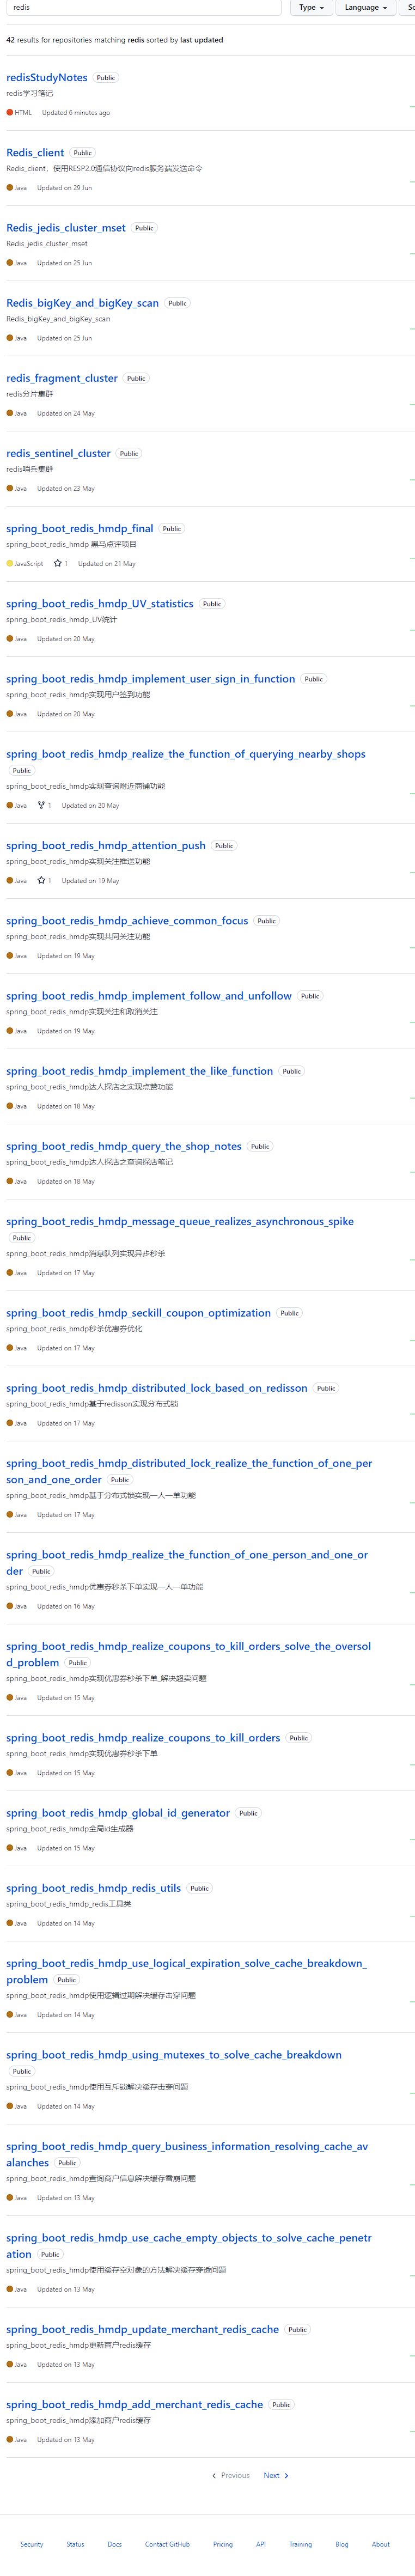 redis
Type
Language
42 results for repositories matching redis sorted by last updated
redisStudyNotes Public
redis学习笔记
HTML Updated 6 minutes ago
Redis_client Public
Redis_client，使用RESP2.0通信协议向redis服务端发送命令
Java Updated on 29 Jun
Redis_jedis_cluster_mset Public
Redis_jedis_cluster_mset
Java Updated on 25 Jun
Redis_bigKey_and_bigKey_scan Public
Redis_bigKey_and_bigKey_scan
Java Updated on 25 Jun
redis_fragment_cluster Public
redis分片集群
Java Updated on 24 May
redis_sentinel_cluster Public
redis哨兵集群
Java Updated on 23 May
spring_boot_redis_hmdp_final Public
spring_boot_redis_hmdp 黑马点评项目
JavaScript 1 Updated on 21 May
spring_boot_redis_hmdp_UV_statistics Public
spring_boot_redis_hmdp_UV统计
Java Updated on 20 May
spring_boot_redis_hmdp_implement_user_sign_in_function Public
spring_boot_redis_hmdp实现用户签到功能
Java Updated on 20 May
spring_boot_redis_hmdp_realize_the_function_of_querying_nearby_shops
Public
spring_boot_redis_hmdp实现查询附近商铺功能
Java 1 Updated on 20 May
spring_boot_redis_hmdp_attention_push Public
spring_boot_redis_hmdp实现关注推送功能
Java 1 Updated on 19 May
spring_boot_redis_hmdp_achieve_common_focus Public
spring_boot_redis_hmdp实现共同关注功能
Java Updated on 19 May
spring_boot_redis_hmdp_implement_follow_and_unfollow Public
spring_boot_redis_hmdp实现关注和取消关注
Java Updated on 19 May
spring_boot_redis_hmdp_implement_the_like_function Public
spring_boot_redis_hmdp达人探店之实现点赞功能
Java Updated on 18 May
spring_boot_redis_hmdp_query_the_shop_notes Public
spring_boot_redis_hmdp达人探店之查询探店笔记
Java Updated on 18 May
spring_boot_redis_hmdp_message_queue_realizes_asynchronous_spike
Public
spring_boot_redis_hmdp消息队列实现异步秒杀
Java Updated on 17 May
spring_boot_redis_hmdp_seckill_coupon_optimization Public
spring_boot_redis_hmdp秒杀优惠券优化
Java Updated on 17 May
spring_boot_redis_hmdp_distributed_lock_based_on_redisson Public
spring_boot_redis_hmdp基于redisson实现分布式锁
Java Updated on 17 May
spring_boot_redis_hmdp_distributed_lock_realize_the_function_of_one_per
son_and_one_order Public
spring_boot_redis_hmdp基于分布式锁实现一人一单功能
Java Updated on 17 May
spring_boot_redis_hmdp_realize_the_function_of_one_person_and_one_or
der Public
spring_boot_redis_hmdp优惠券秒杀下单实现一人一单功能
Java Updated on 16 May
spring_boot_redis_hmdp_realize_coupons_to_kill_orders_solve_the_oversol
d_problem Public
spring_boot_redis_hmdp实现优惠券秒杀下单_解决超卖问题
Java Updated on 15 May
spring_boot_redis_hmdp_realize_coupons_to_kill_orders Public
spring_boot_redis_hmdp实现优惠券秒杀下单
Java Updated on 15 May
spring_boot_redis_hmdp_global_id_generator Public
spring_boot_redis_hmdp全局id生成器
Java Updated on 15 May
spring_boot_redis_hmdp_redis_utils Public
spring_boot_redis_hmdp_redis工具类
Java Updated on 14 May
spring_boot_redis_hmdp_use_logical_expiration_solve_cache_breakdown_
problem Public
spring_boot_redis_hmdp使用逻辑过期解决缓存击穿问题
Java Updated on 14 May
spring_boot_redis_hmdp_using_mutexes_to_solve_cache_breakdown
Public
spring_boot_redis_hmdp使用互斥锁解决缓存击穿问题
Java Updated on 14 May
spring_boot_redis_hmdp_query_business_information_resolving_cache_av
alanches Public
spring_boot_redis_hmdp查询商户信息解决缓存雪崩问题
Java Updated on 13 May
spring_boot_redis_hmdp_use_cache_empty_objects_to_solve_cache_penetr
ation Public
spring_boot_redis_hmdp使用缓存空对象的方法解决缓存穿透问题
Java Updated on 13 May
spring_boot_redis_hmdp_update_merchant_redis_cache Public
spring_boot_redis_hmdp更新商户redis缓存
Java Updated on 13 May
spring_boot_redis_hmdp_add_merchant_redis_cache Public
spring_boot_redis_hmdp添加商户redis缓存
Java Updated on 13 May
Previous Next
Security Status Docs Contact GitHub Pricing API Training Blog About